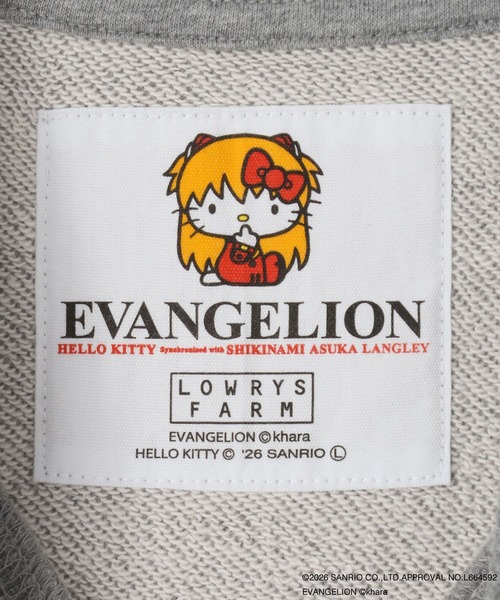 EVANGELION
HELLO KITTY Synchronized with SHIKINAMI ASUKA LANGLEY
LOWRYS
FARM
EVANGELION ©khara
HELLO KITTY © '26 SANRIO Ⓛ
©2026 SANRIO CO.,LTD APPROVAL NO.L664592
EVANGELION ©khara